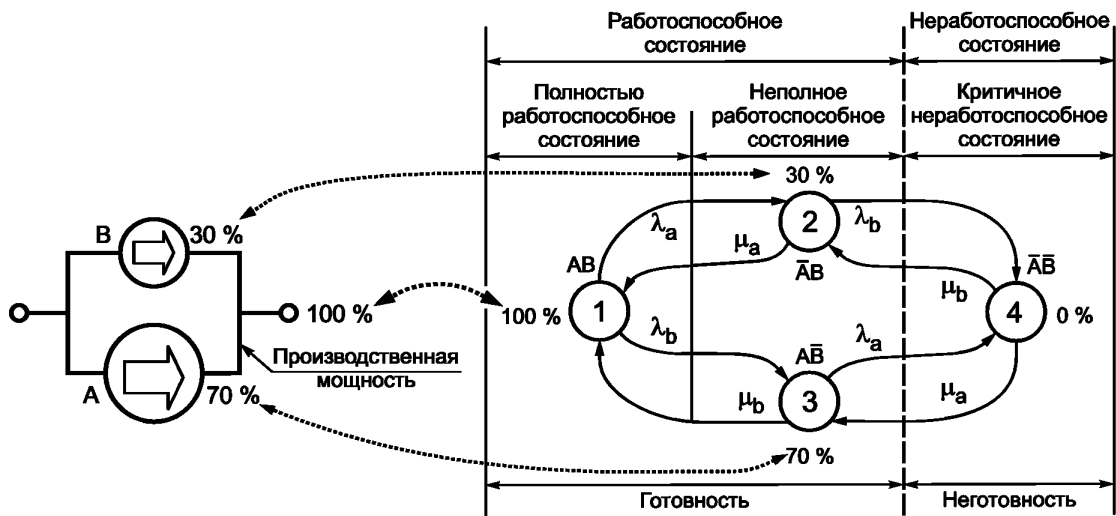 Работоспособное
состояние
Неработоспособное
состояние
Полностью
работоспособное
состояние
Неполное
работоспособное
состояние
Критичное
неработоспособное
состояние
30 %
B
30 %
λa
2
λb
μa
AB
A̅B
A̅B̅
μb
100 %
100 %
1
4
0 %
λb
AB̅
λa
Производственная
мощность
A
70 %
μb
3
μa
70 %
Готовность
Неготовность